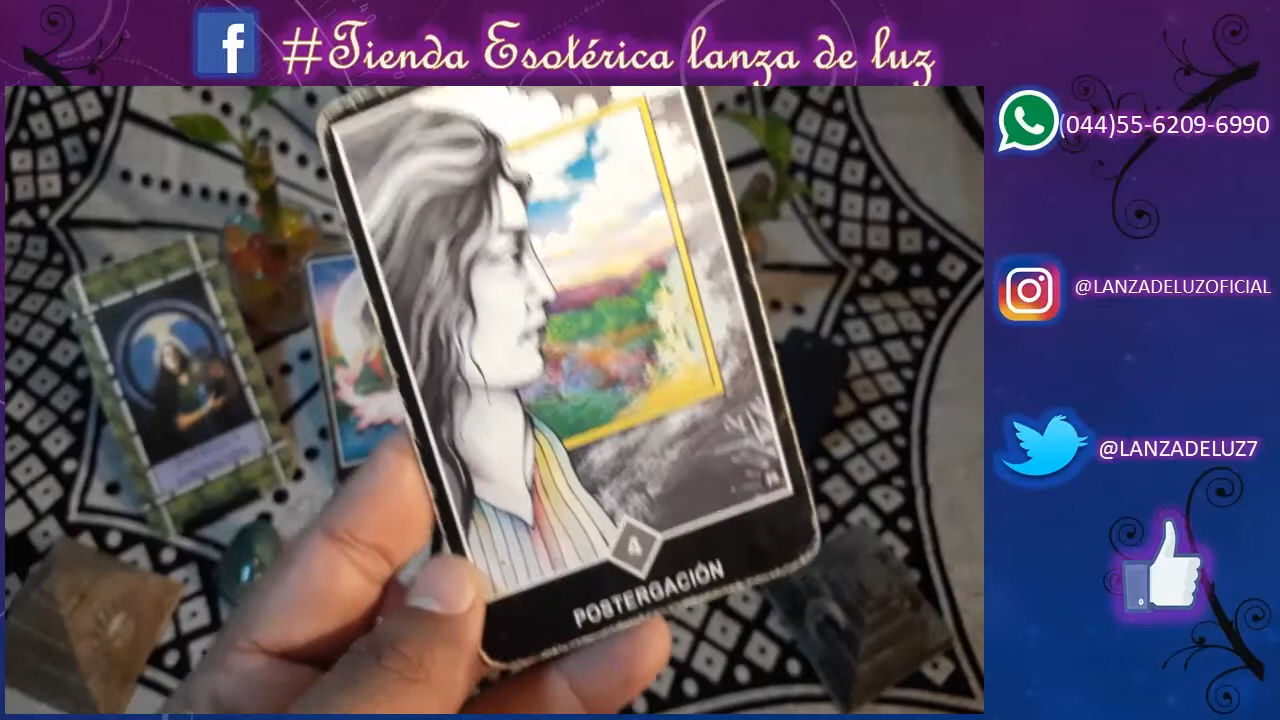 #Tienda Esotérica lanza de luz
(044)55-6209-6990
@LANZADELUZOFICIAL
@LANZADELUZ7
4
POSTERGACIÓN